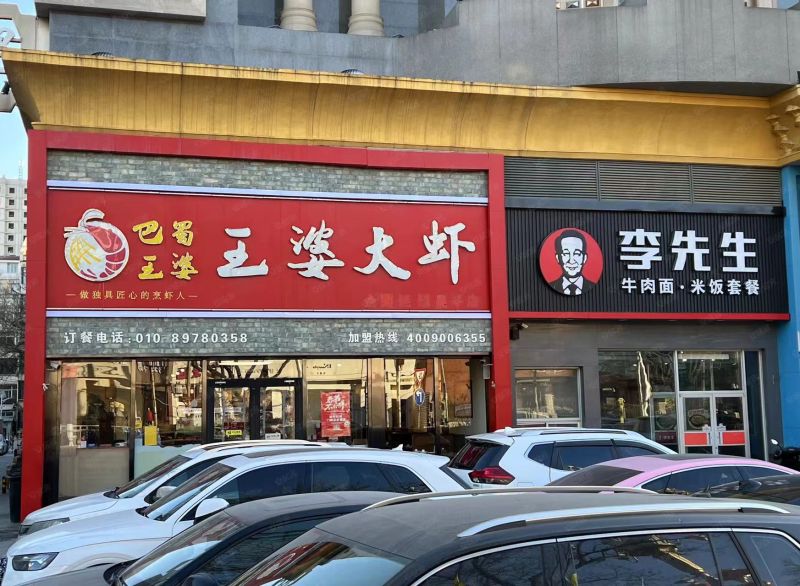 巴蜀
王婆
王婆大虾
做独具匠心的烹虾人
订餐电话:010-89780358
加盟热线 4009006355
李先生
牛肉面·米饭套餐